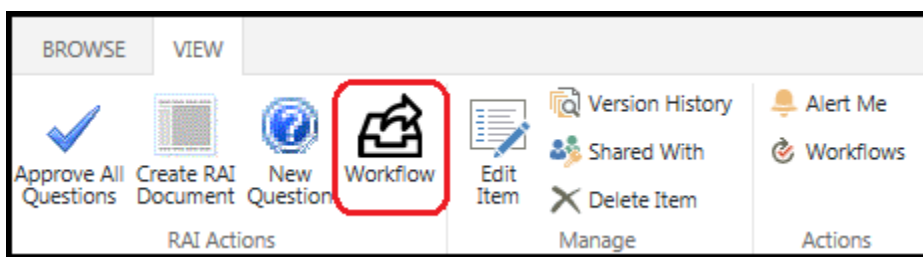 BROWSE VIEW
Approve All Questions
Create RAI Document
New Question
Workflow
Edit Item
Version History
Shared With
Delete Item
Alert Me
Workflows
RAI Actions
Manage
Actions